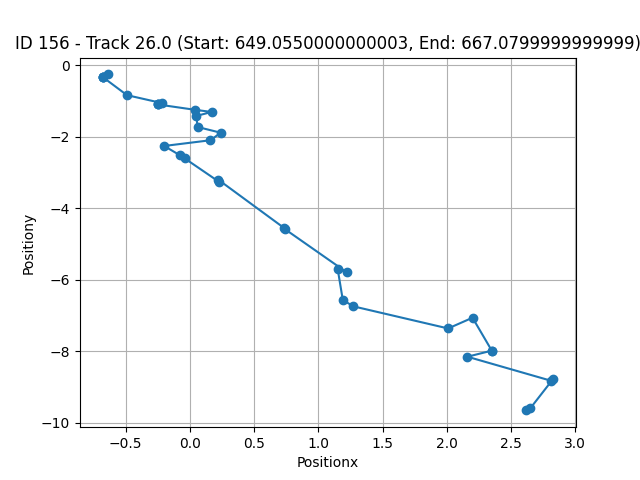 ID 156 - Track 26.0 (Start: 649.0550000000003, End: 667.0799999999999)
0
−2
−4
−6
−8
−10
Positiony
−0.5 0.0 0.5 1.0 1.5 2.0 2.5 3.0
Positionx